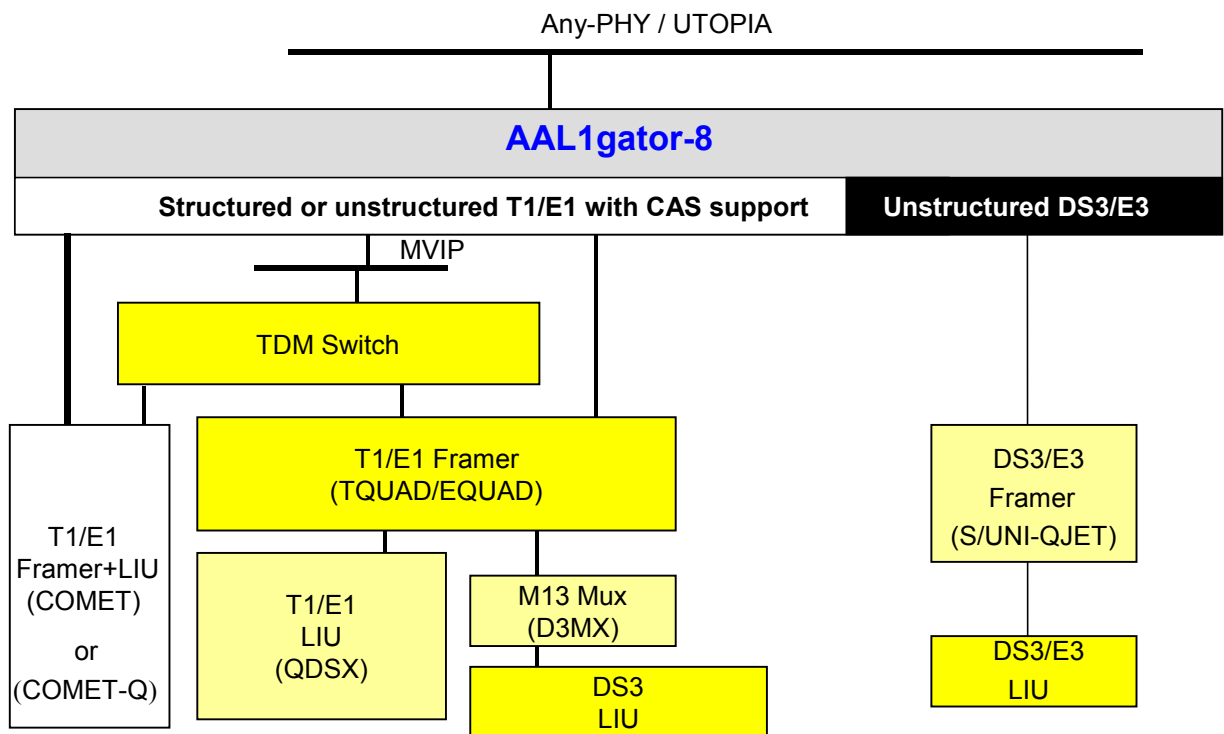 Any-PHY / UTOPIA
AAL1gator-8
Structured or unstructured T1/E1 with CAS support
Unstructured DS3/E3
MVIP
TDM Switch
T1/E1 Framer
(TQUAD/EQUAD)
DS3/E3
Framer
(S/UNI-QJET)
T1/E1
Framer+LIU
(COMET)
or
(COMET-Q)
T1/E1
LIU
(QDSX)
M13 Mux
(D3MX)
DS3
LIU
DS3/E3
LIU